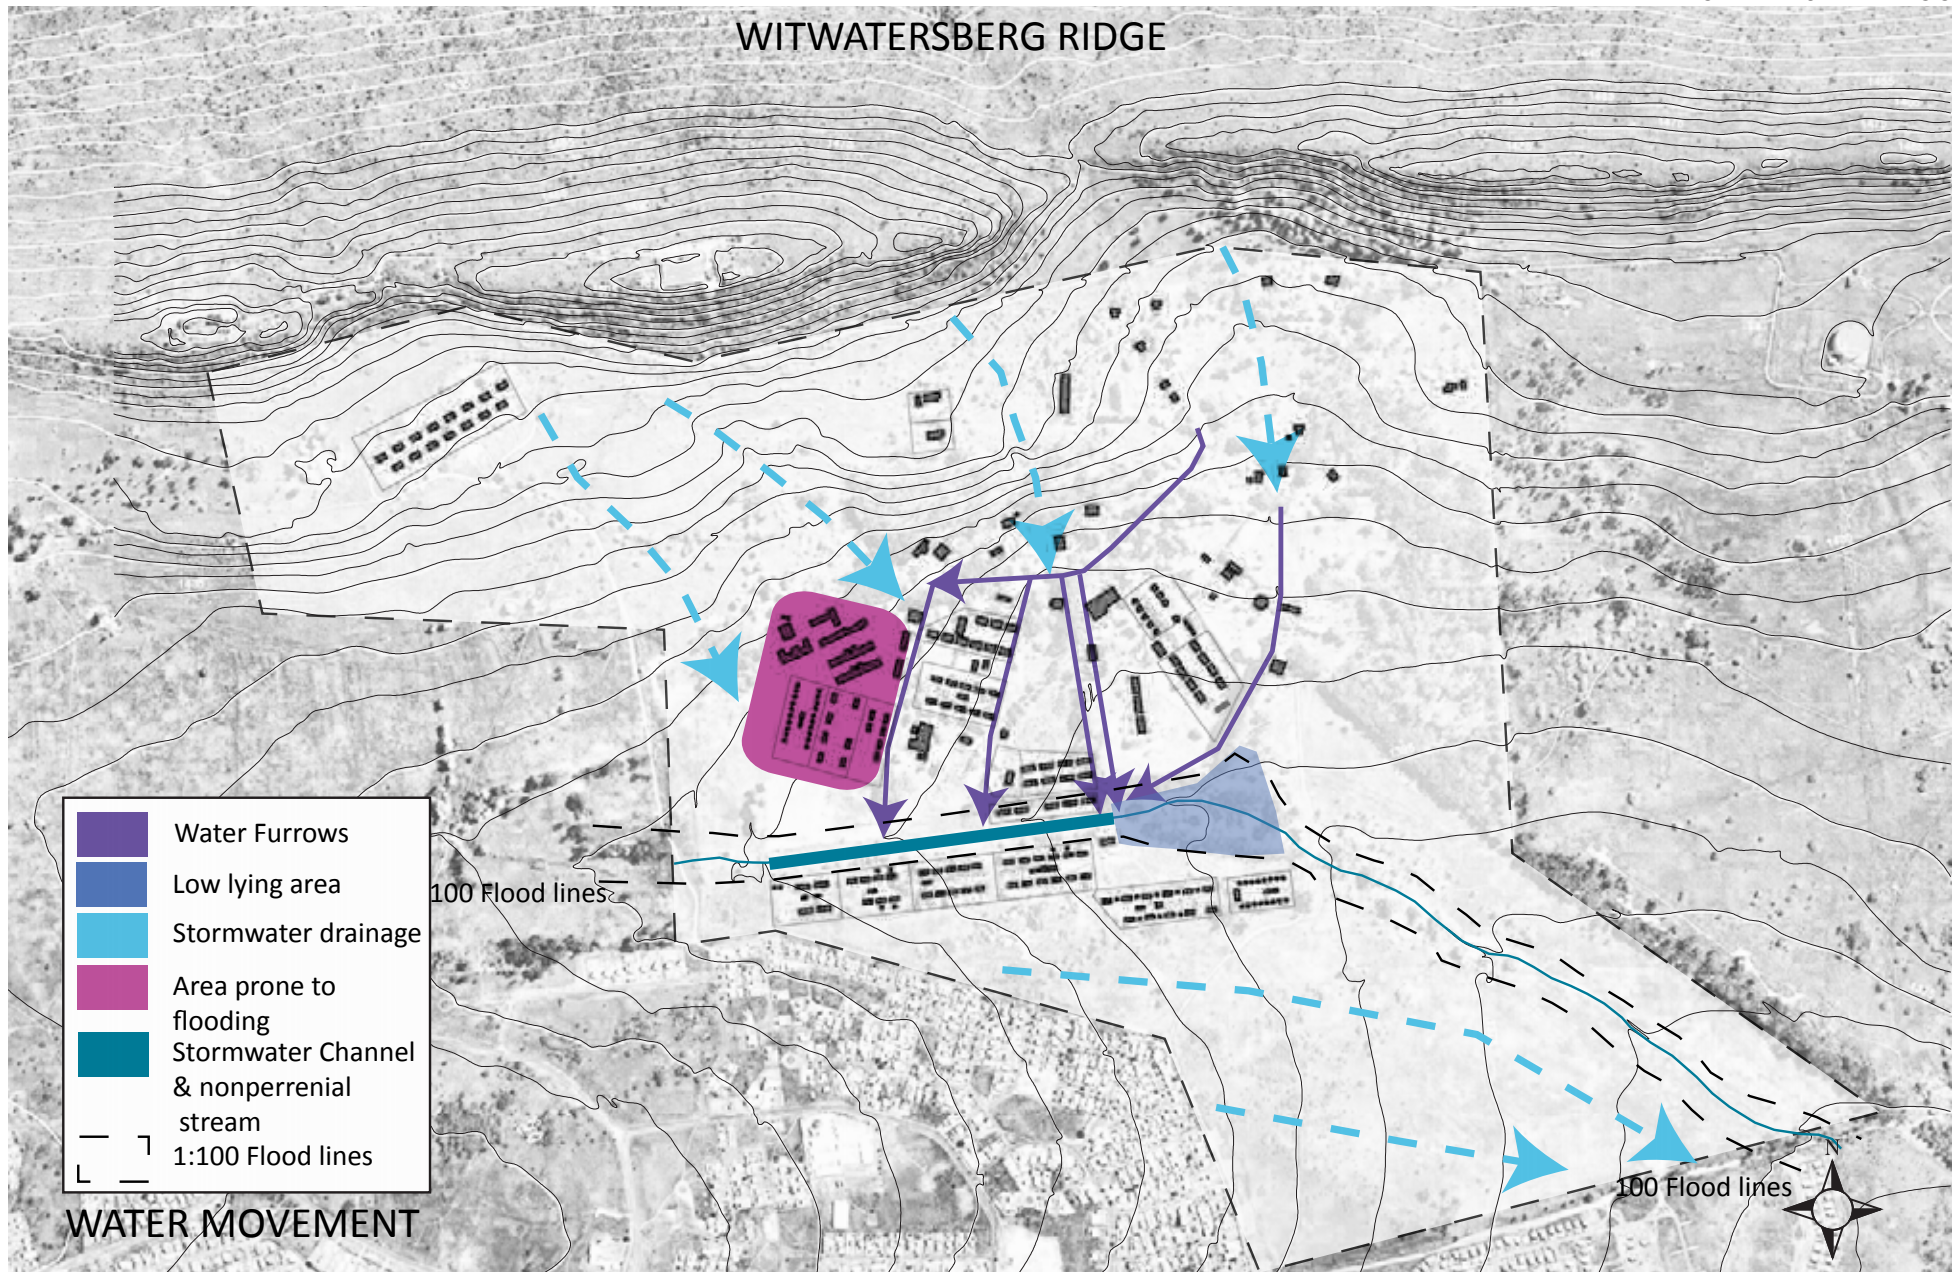 WITWATERSBERG RIDGE
100 Flood lines
Water Furrows
Low lying area
Stormwater drainage
Area prone to
flooding
Stormwater Channel
& nonperrenial
stream
1:100 Flood lines
WATER MOVEMENT
100 Flood lines
N